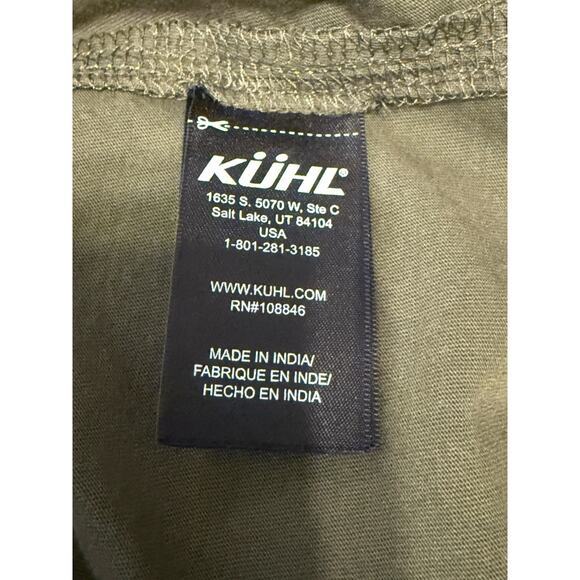 KÜHL®
1635 S. 5070 W, Ste C
Salt Lake, UT 84104
USA
1-801-281-3185
WWW.KUHL.COM
RN#108846
MADE IN INDIA/
FABRIQUE EN INDE/
HECHO EN INDIA